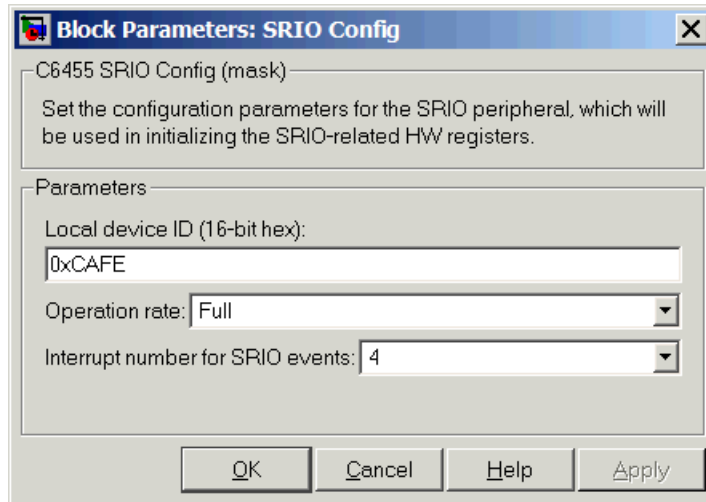 Block Parameters: SRIO Config
C6455 SRIO Config (mask)
Set the configuration parameters for the SRIO peripheral, which will
be used in initializing the SRIO-related HW registers.
Parameters
Local device ID (16-bit hex):
0xCAFE
Operation rate: Full
Interrupt number for SRIO events: 4
OK Cancel Help Apply